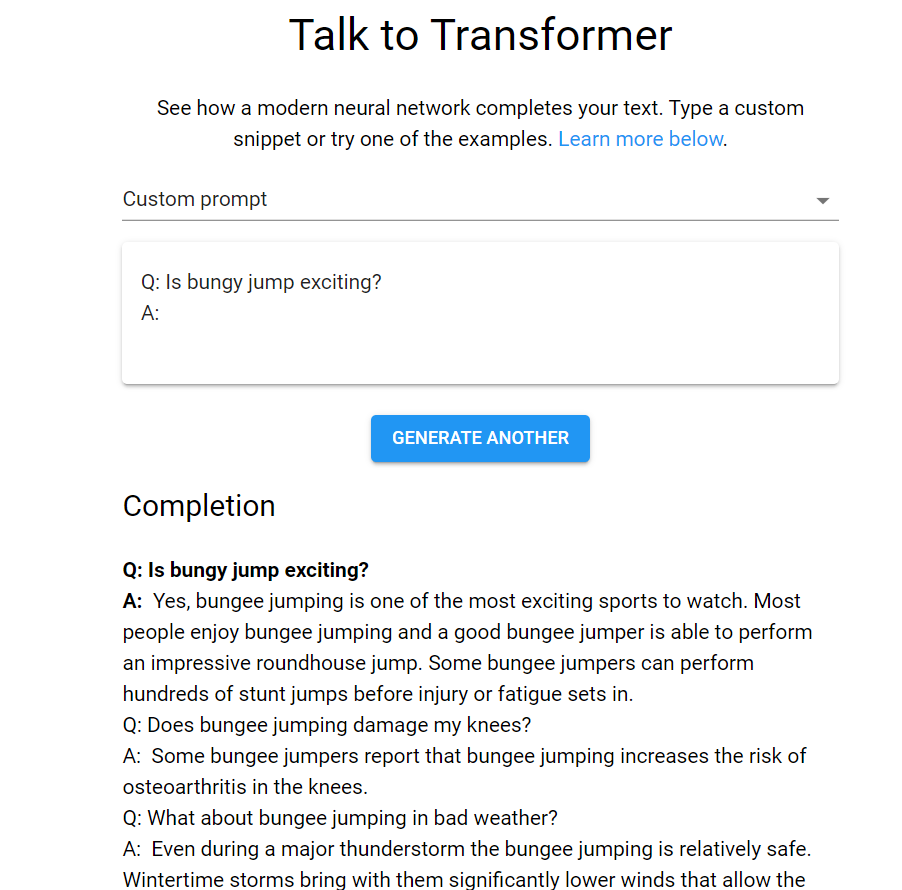 Talk to Transformer
See how a modern neural network completes your text. Type a custom
snippet or try one of the examples. Learn more below.
Custom prompt
Q: Is bungy jump exciting?
A:
GENERATE ANOTHER
Completion
Q: Is bungy jump exciting?
A:  Yes, bungee jumping is one of the most exciting sports to watch. Most
people enjoy bungee jumping and a good bungee jumper is able to perform
an impressive roundhouse jump. Some bungee jumpers can perform
hundreds of stunt jumps before injury or fatigue sets in.
Q: Does bungee jumping damage my knees?
A:  Some bungee jumpers report that bungee jumping increases the risk of
osteoarthritis in the knees.
Q: What about bungee jumping in bad weather?
A:  Even during a major thunderstorm the bungee jumping is relatively safe.
Wintertime storms bring with them significantly lower winds that allow the